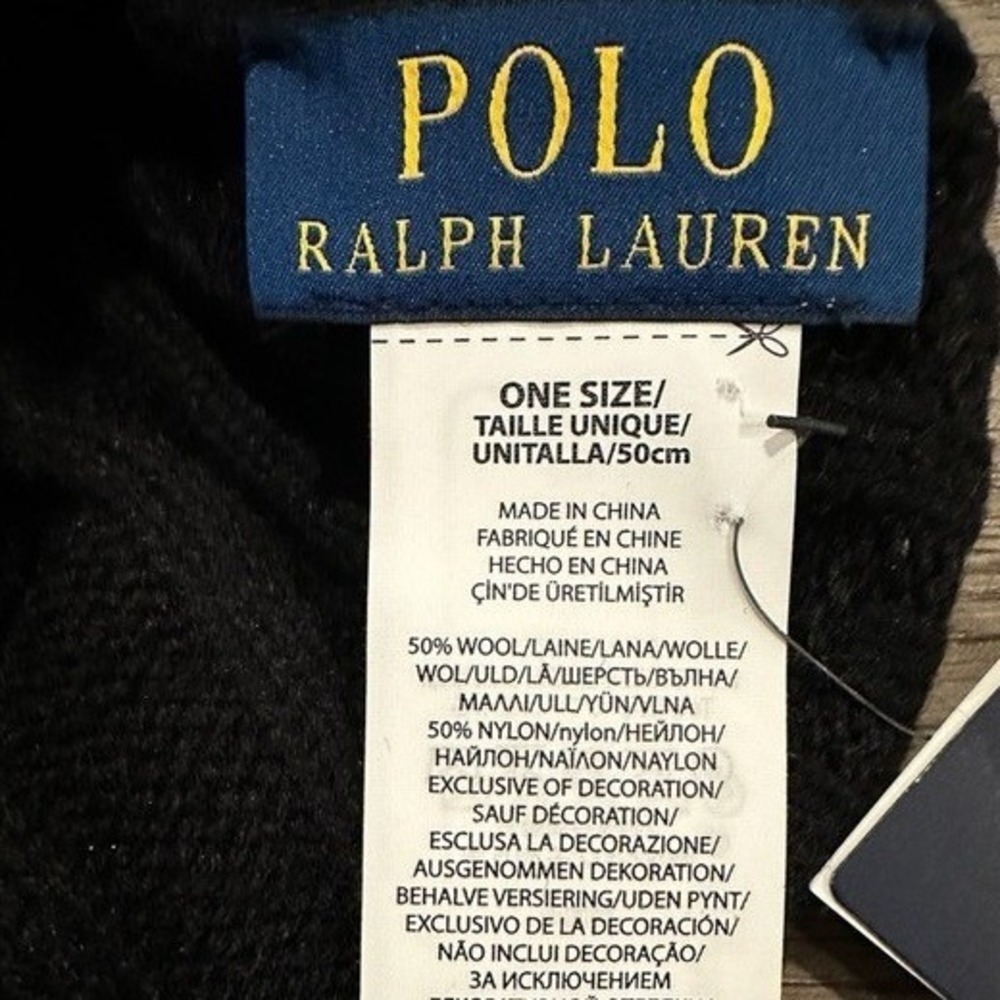 POLO
RALPH LAUREN
ONE SIZE/
TAILLE UNIQUE/
UNITALLA/50cm
MADE IN CHINA
FABRIQUÉ EN CHINE
HECHO EN CHINA
ÇİN'DE ÜRETİLMİŞTİR
50% WOOL/LAINE/LANA/WOLLE/
WOL/ULD/LÃ/ШЕРСТЬ/ВЪЛНА/
ΜΑΛΛΙ/ULL/YÜN/VLNA
50% NYLON/nylon/НЕЙЛОН/
НАЙЛОН/ΝΑΪΛΟΝ/NAYLON
EXCLUSIVE OF DECORATION/
SAUF DÉCORATION/
ESCLUSA LA DECORAZIONE/
AUSGENOMMEN DEKORATION/
BEHALVE VERSIERING/UDEN PYNT/
EXCLUSIVO DE LA DECORACIÓN/
NÃO INCLUI DECORAÇÃO/
ЗА ИСКЛЮЧЕНИЕМ